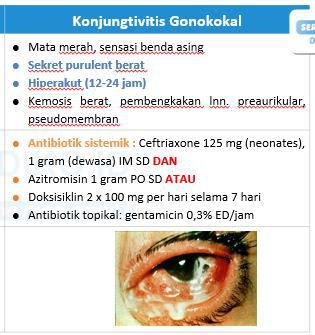 Konjungtivitis Gonokokal
SER
Mata merah, sensasi benda asing
Sekret purulent berat
Hiperakut (12-24 jam)
Kemosis berat, pembengkakan lnn. preaurikular,
pseudomembran
Antibiotik sistemik : Ceftriaxone 125 mg (neonates),
1 gram (dewasa) IM SD DAN
Azitromisin 1 gram PO SD ATAU
Doksisiklin 2 x 100 mg per hari selama 7 hari
Antibiotik topikal: gentamicin 0,3% ED/jam